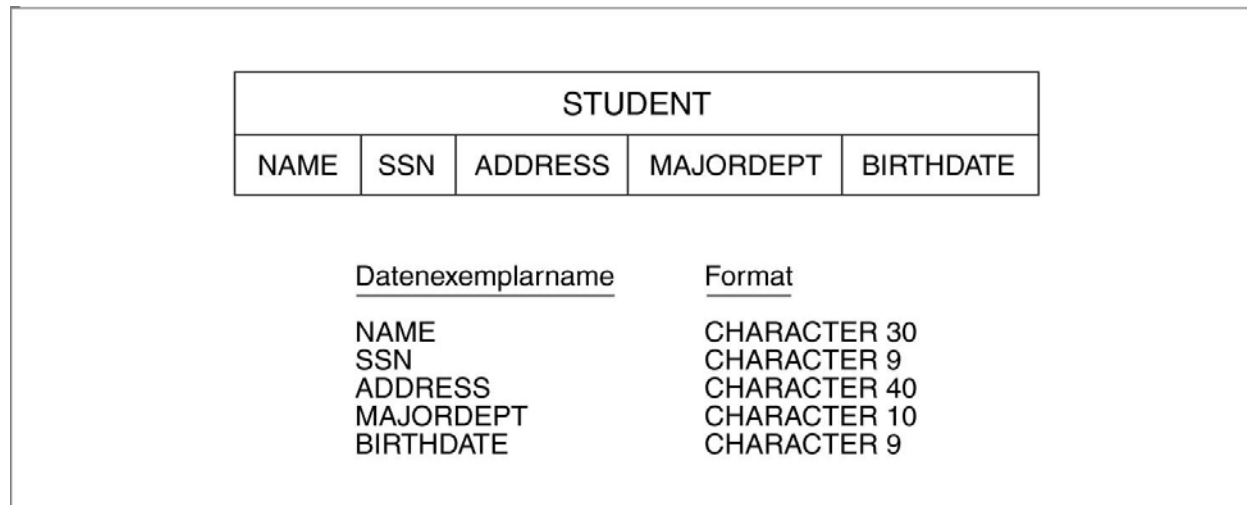 STUDENT
NAME SSN ADDRESS MAJORDEPT BIRTHDATE
Datenexemplarname Format
NAME CHARACTER 30
SSN CHARACTER 9
ADDRESS CHARACTER 40
MAJORDEPT CHARACTER 10
BIRTHDATE CHARACTER 9